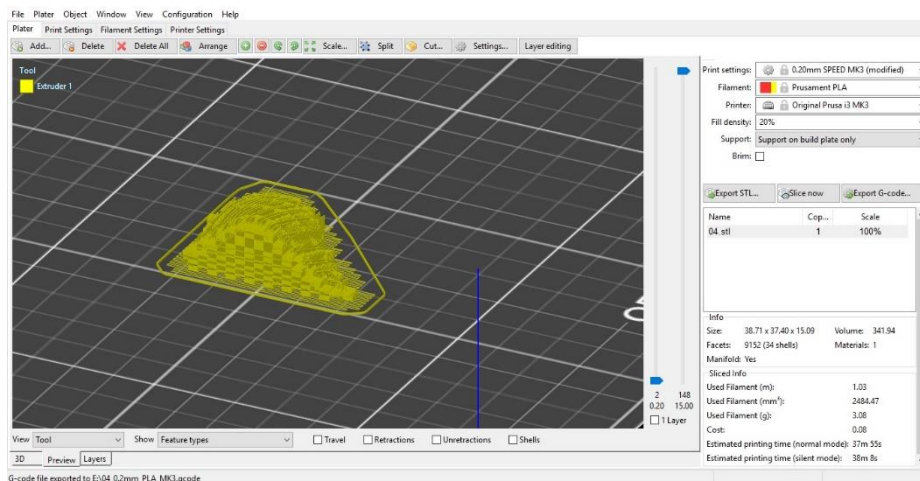 File Plater Object Window View Configuration Help
Plater Print Settings Filament Settings Printer Settings
Add... Delete Delete All Arrange Scale... Split Cut... Settings... Layer editing
Tool
Extruder 1
2 148
0.20 15.00
1 Layer
Print settings: 0.20mm SPEED MK3 (modified)
Filament: Prusament PLA
Printer: Original Prusa i3 MK3
Fill density: 20%
Support: Support on build plate only
Brim:
Export STL... Slice now Export G-code...
Name Cop... Scale
04.stl 1 100%
Info
Size: 38.71 x 37.40 x 15.09 Volume: 341.94
Facets: 9152 (34 shells) Materials: 1
Manifold: Yes
Sliced Info
Used Filament (m): 1.03
Used Filament (mm³): 2484.47
Used Filament (g): 3.08
Cost: 0.08
Estimated printing time (normal mode): 37m 55s
Estimated printing time (silent mode): 38m 8s
View Tool Show Feature types Travel Retractions Unretractions Shells
3D Preview Layers
G-code file exported to E:\04_0.2mm_PLA_MK3.gcode